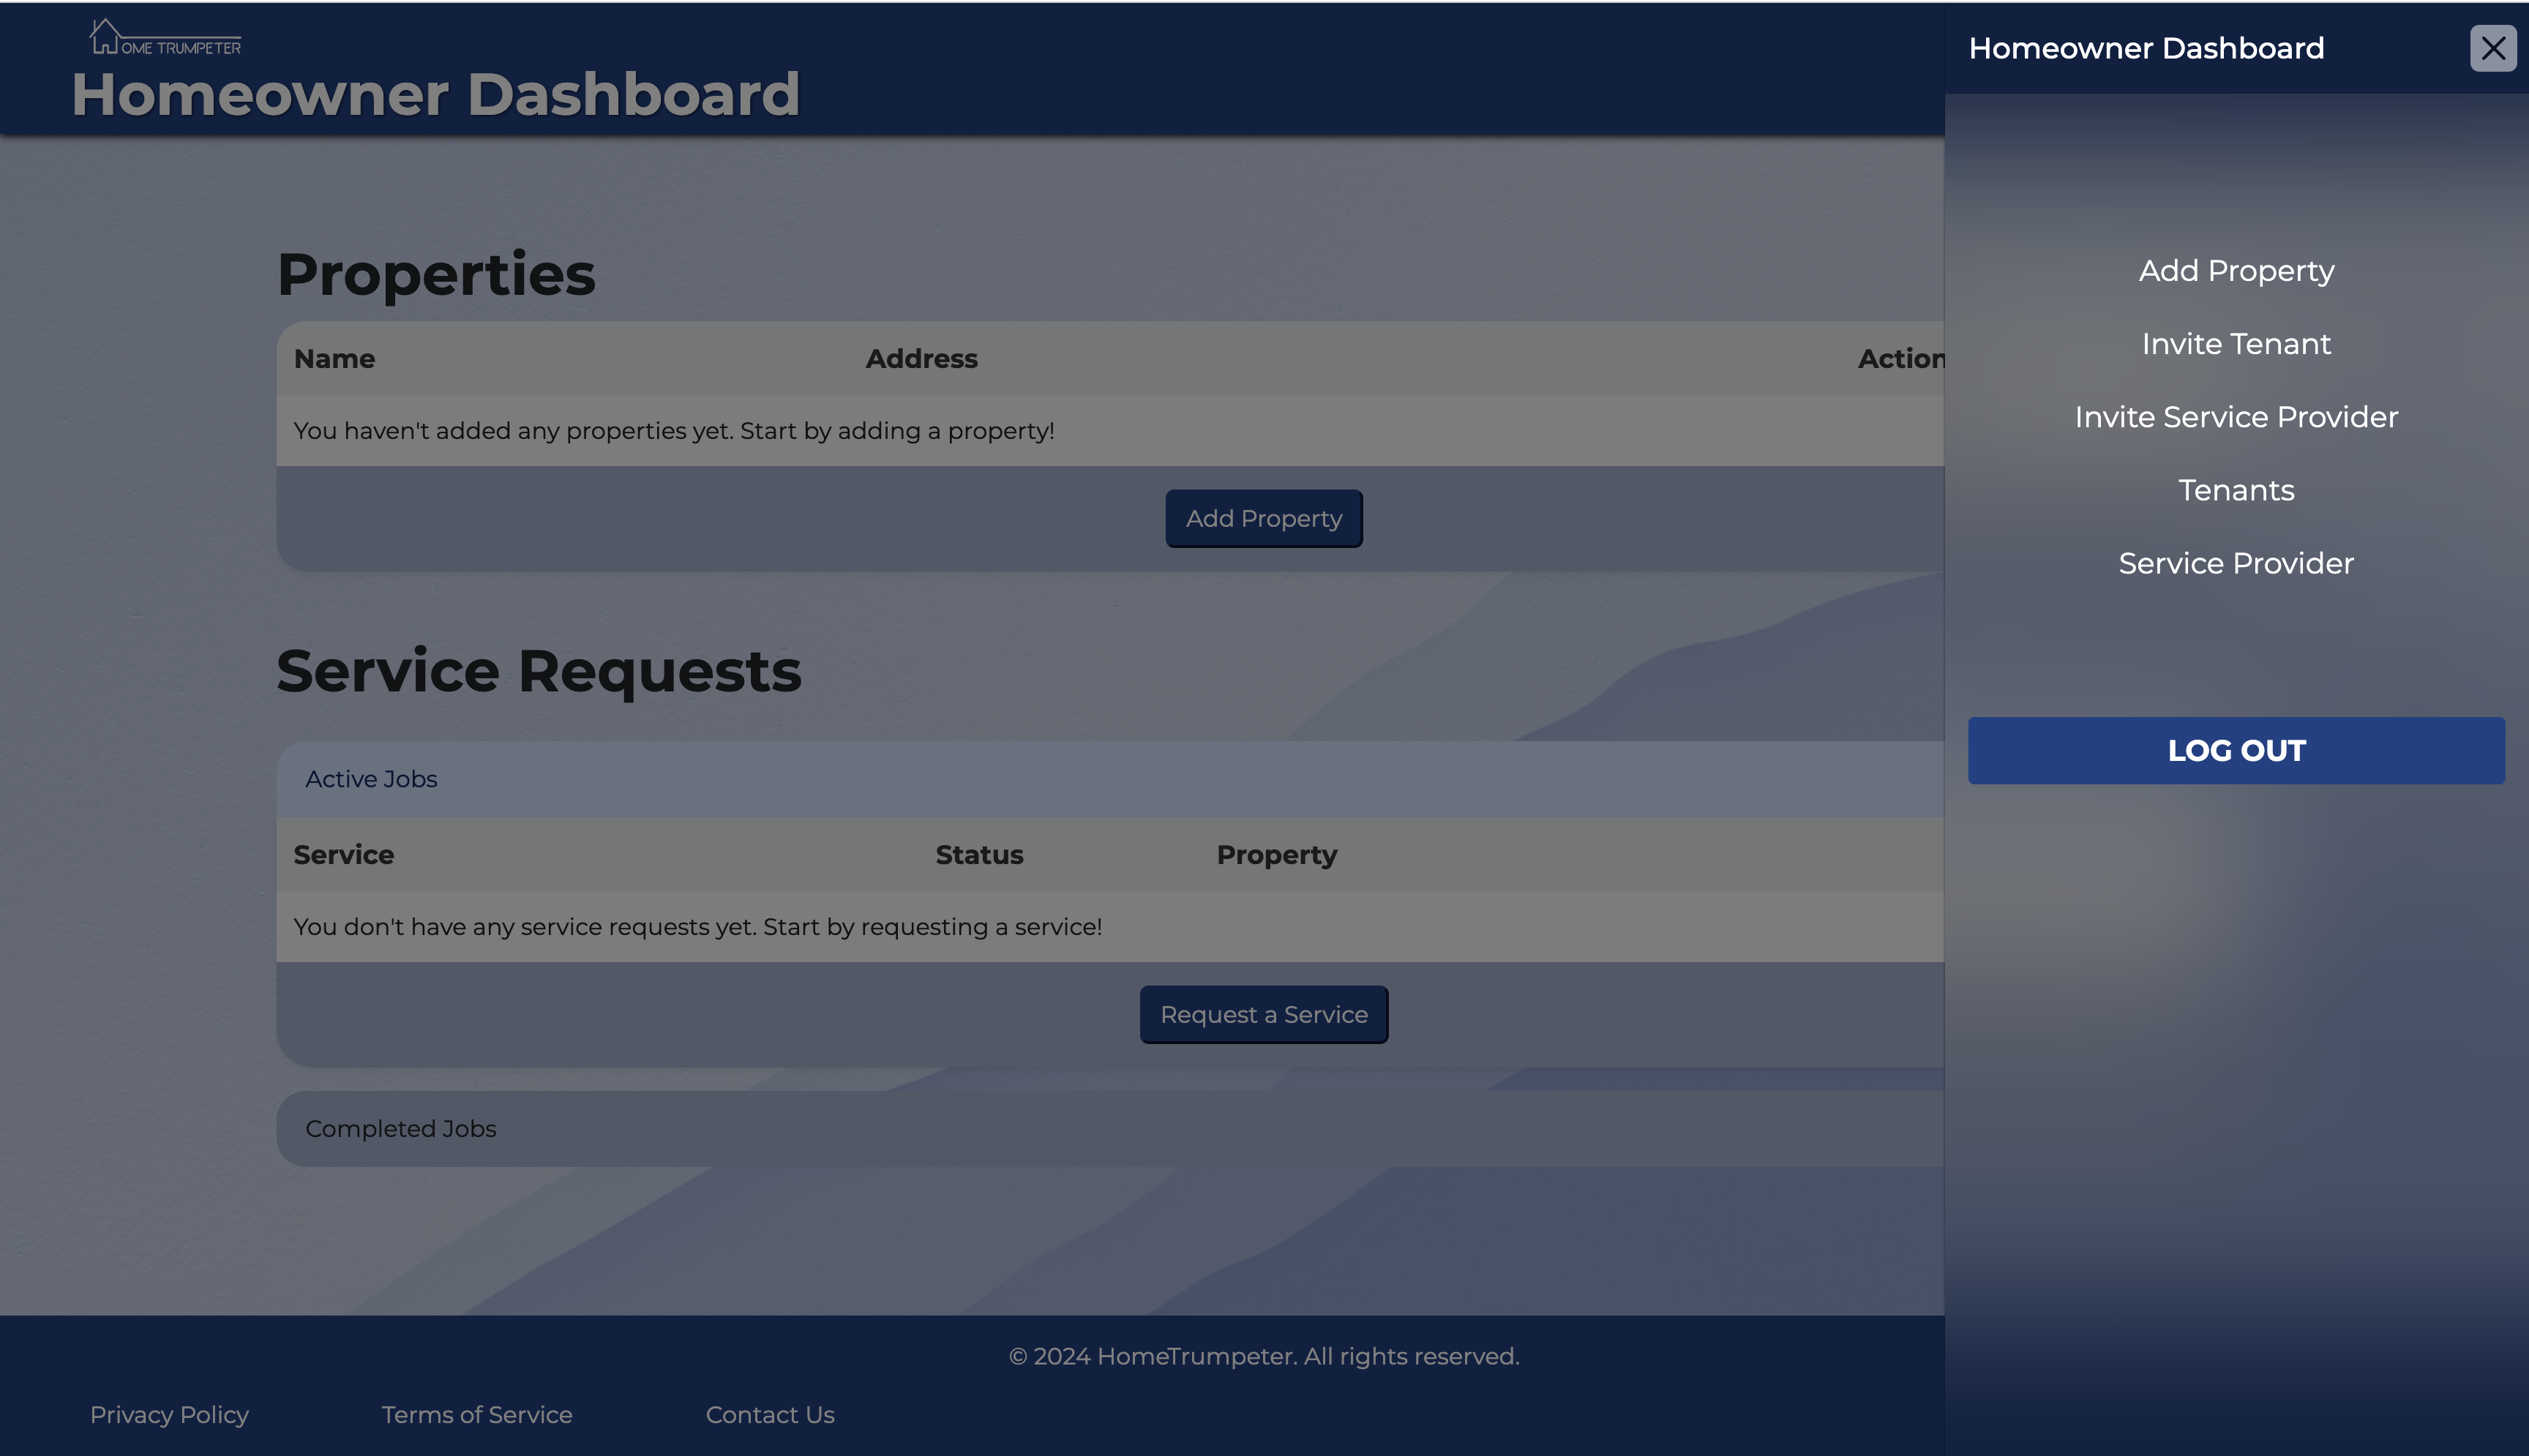 HOME TRUMPETER
Homeowner Dashboard
Properties
Name Address Action
You haven't added any properties yet. Start by adding a property!
Add Property
Service Requests
Active Jobs
Service Status Property
You don't have any service requests yet. Start by requesting a service!
Request a Service
Completed Jobs
© 2024 HomeTrumpeter. All rights reserved.
Privacy Policy Terms of Service Contact Us
Homeowner Dashboard
Add Property
Invite Tenant
Invite Service Provider
Tenants
Service Provider
LOG OUT